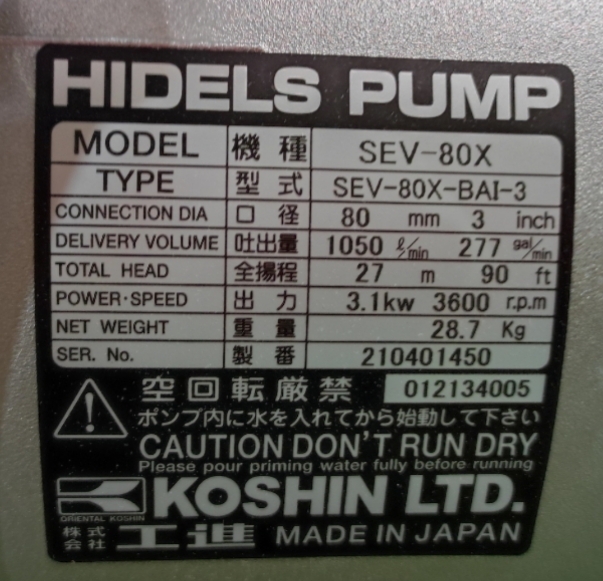 HIDELS PUMP
MODEL 機種 SEV-80X
TYPE 型式 SEV-80X-BAI-3
CONNECTION DIA 口径 80 mm 3 inch
DELIVERY VOLUME 吐出量 1050 ℓ/min 277 gal/min
TOTAL HEAD 全揚程 27 m 90 ft
POWER·SPEED 出力 3.1kw 3600 r.p.m
NET WEIGHT 重量 28.7 Kg
SER. No. 製番 210401450
空回転厳禁 012134005
ポンプ内に水を入れてから始動して下さい
CAUTION DON'T RUN DRY
Please pour priming water fully before running
KOSHIN LTD.
ORIENTAL KOSHIN
株式会社 工進 MADE IN JAPAN